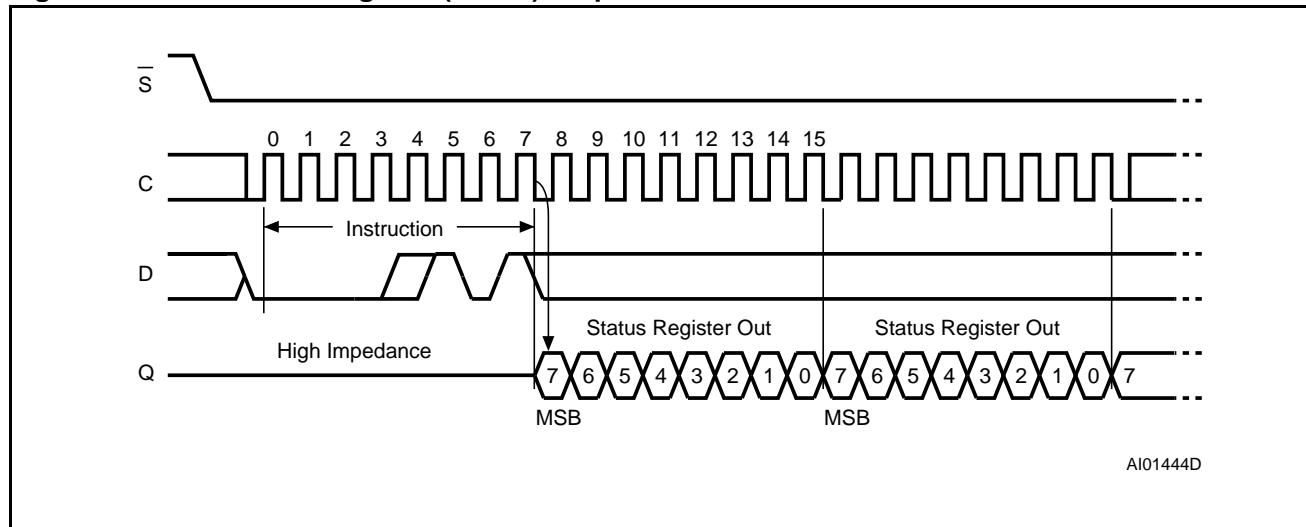 S
0 1 2 3 4 5 6 7 8 9 10 11 12 13 14 15
C
Instruction
D
Status Register Out Status Register Out
High Impedance
Q 7 6 5 4 3 2 1 0 7 6 5 4 3 2 1 0 7
MSB MSB
AI01444D